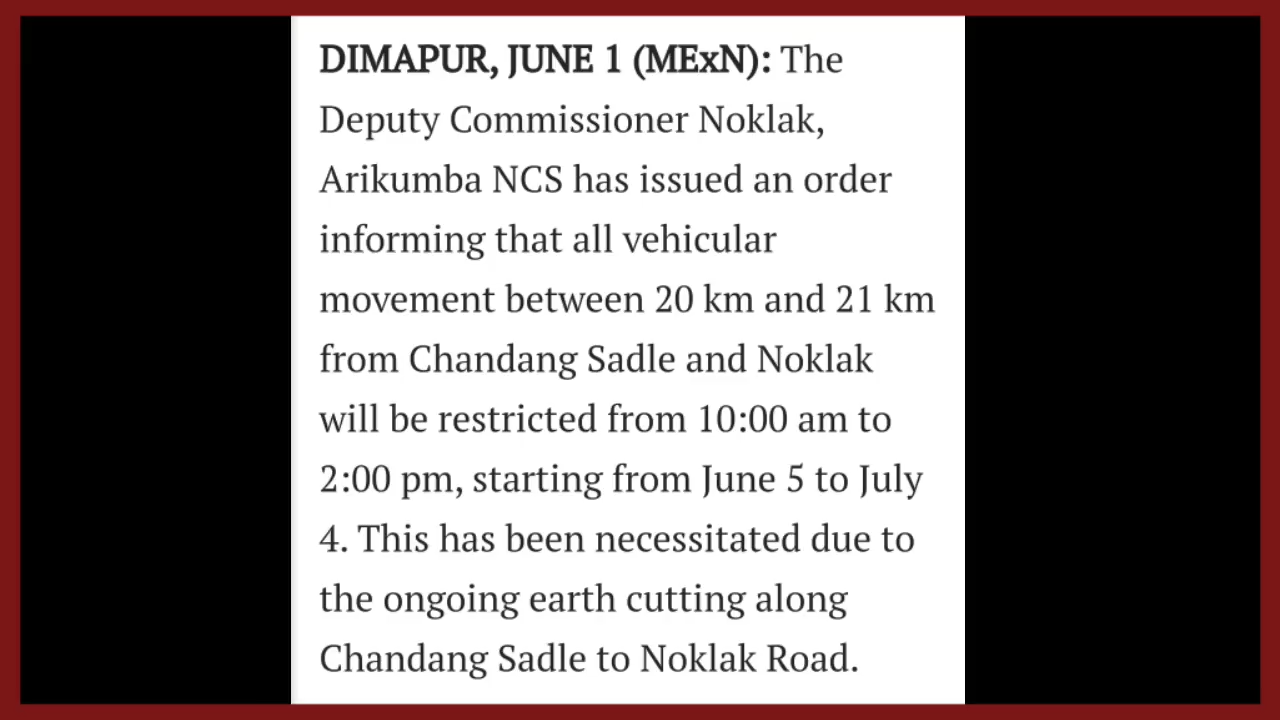 DIMAPUR, JUNE 1 (MExN): The
Deputy Commissioner Noklak,
Arikumba NCS has issued an order
informing that all vehicular
movement between 20 km and 21 km
from Chandang Sadle and Noklak
will be restricted from 10:00 am to
2:00 pm, starting from June 5 to July
4. This has been necessitated due to
the ongoing earth cutting along
Chandang Sadle to Noklak Road.